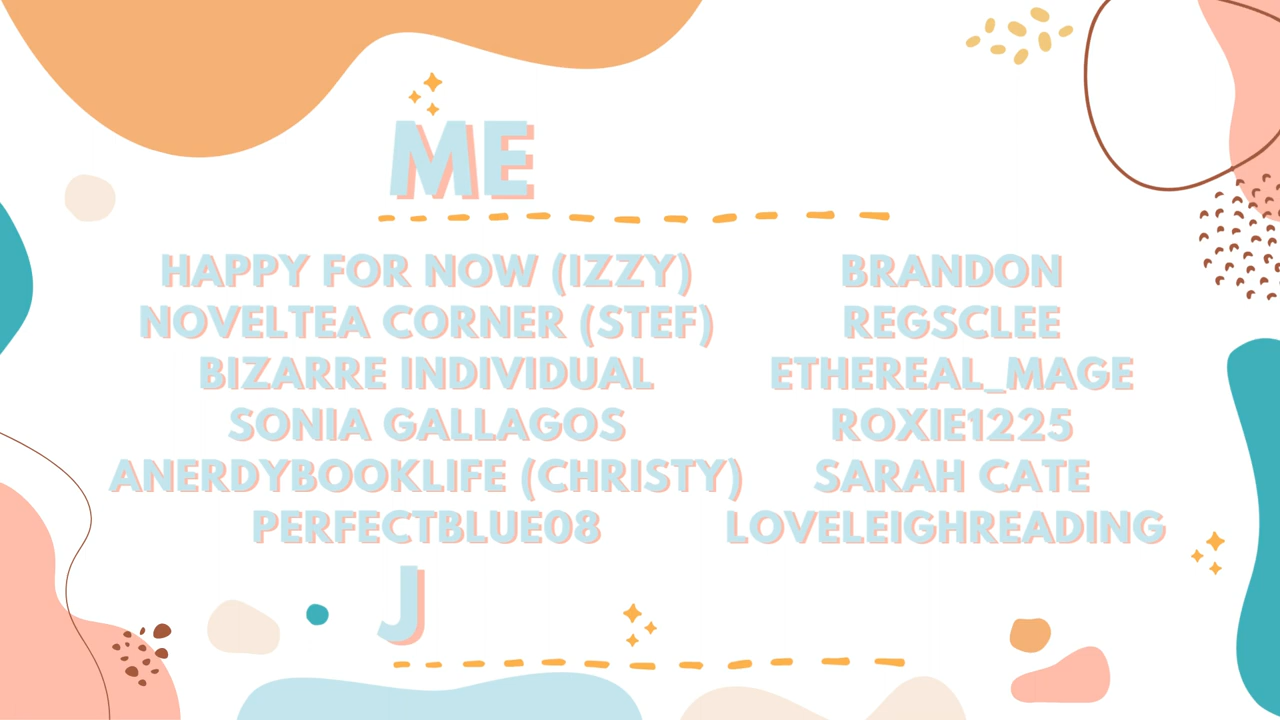 ME
HAPPY FOR NOW (IZZY)
NOVELTEA CORNER (STEF)
BIZARRE INDIVIDUAL
SONIA GALLAGOS
ANERDYBOOKLIFE (CHRISTY)
PERFECTBLUE08
BRANDON
REGSCLEE
ETHEREAL_MAGE
ROXIE1225
SARAH CATE
LOVELEIGHREADING
J